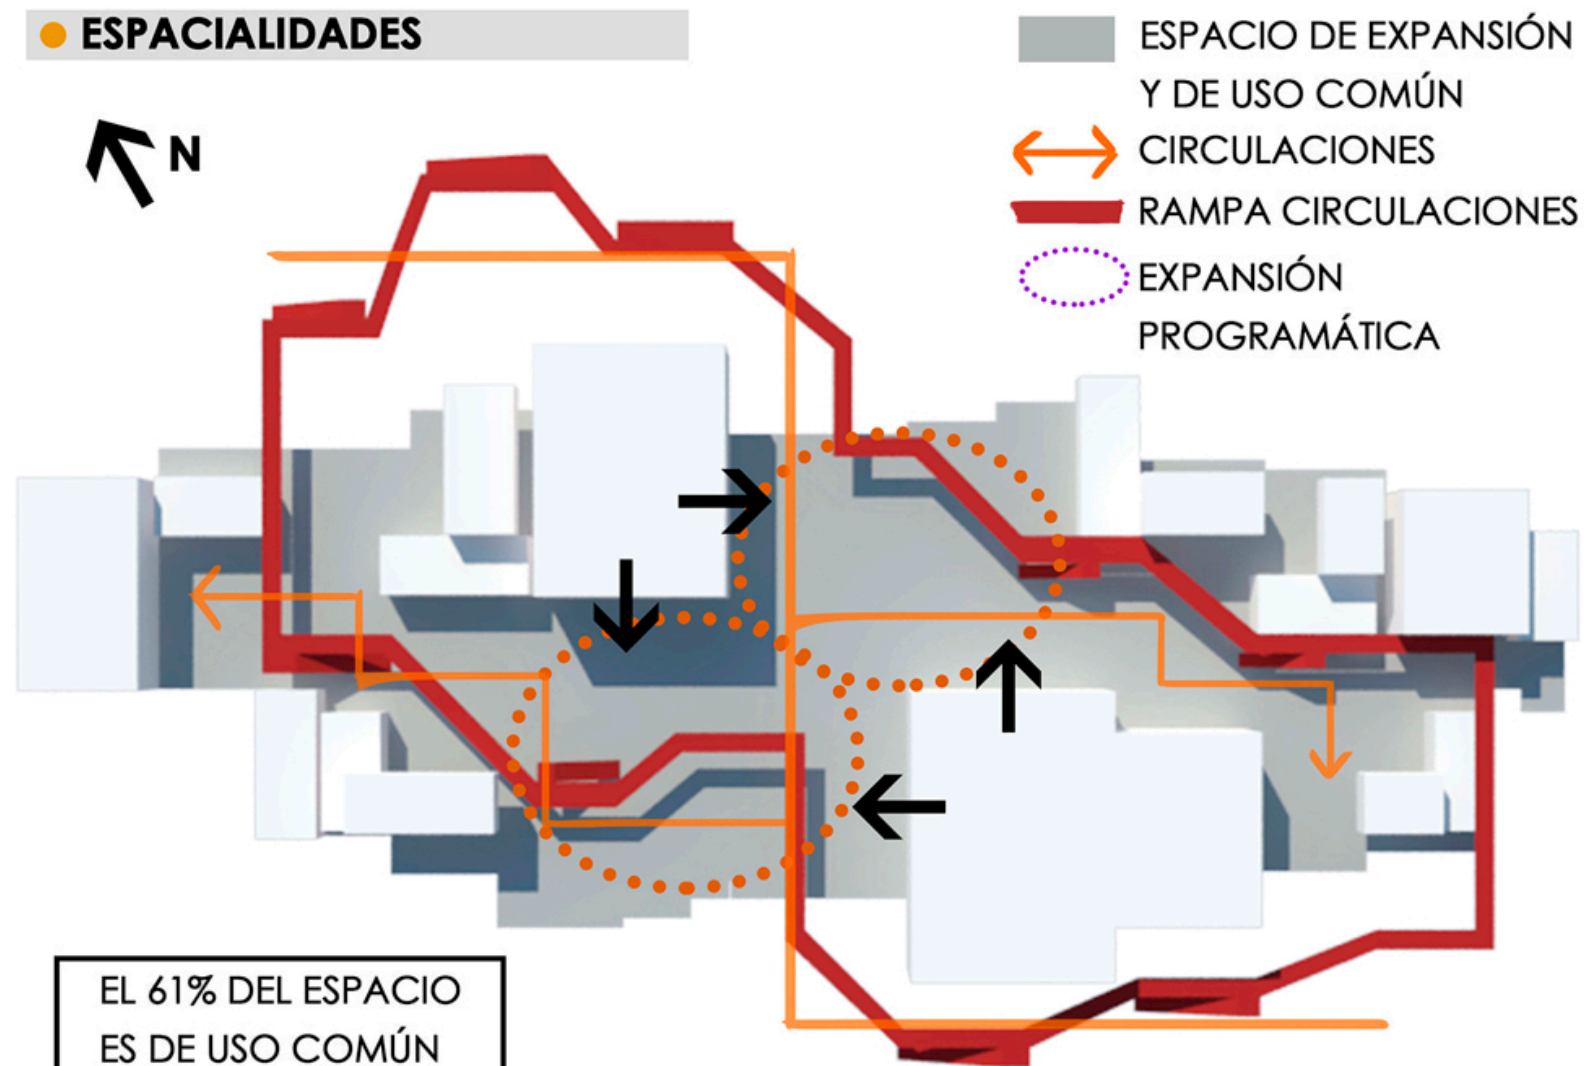 ESPACIALIDADES
N
ESPACIO DE EXPANSIÓN
Y DE USO COMÚN
CIRCULACIONES
RAMPA CIRCULACIONES
EXPANSIÓN
PROGRAMÁTICA
EL 61% DEL ESPACIO
ES DE USO COMÚN